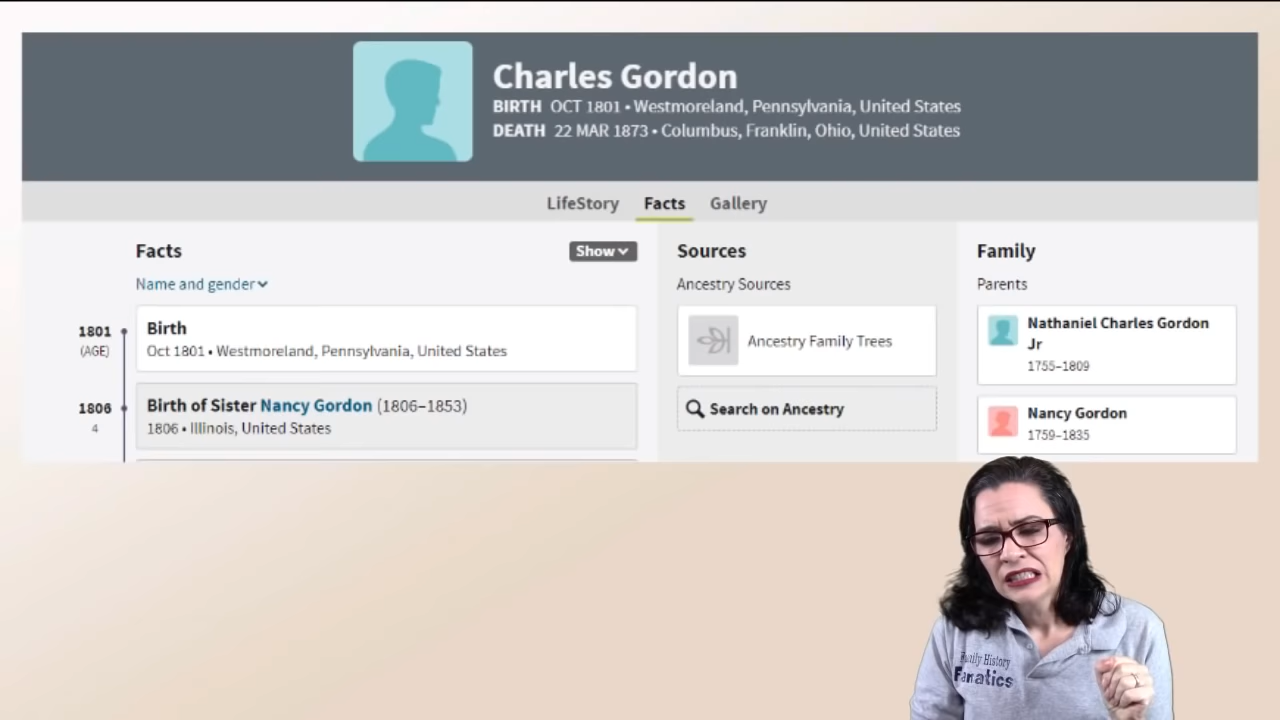 Charles Gordon
BIRTH OCT 1801 • Westmoreland, Pennsylvania, United States
DEATH 22 MAR 1873 • Columbus, Franklin, Ohio, United States
LifeStory Facts Gallery
Facts
Show
Name and gender
1801
(AGE)
Birth
Oct 1801 • Westmoreland, Pennsylvania, United States
1806
4
Birth of Sister Nancy Gordon (1806–1853)
1806 • Illinois, United States
Sources
Ancestry Sources
Ancestry Family Trees
Search on Ancestry
Family
Parents
Nathaniel Charles Gordon
Jr
1755–1809
Nancy Gordon
1759–1835
Family History
Fanatics